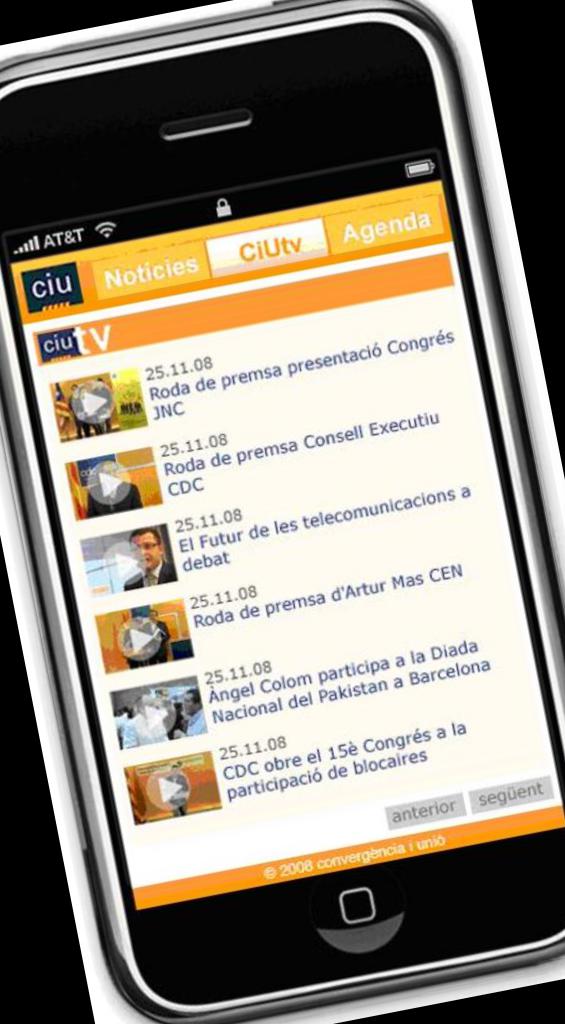 AT&T
ciu Notícies CiUtv Agenda
ciutv
25.11.08
Roda de premsa presentació Congrés
JNC
25.11.08
Roda de premsa Consell Executiu
CDC
25.11.08
El Futur de les telecomunicacions a
debat
25.11.08
Roda de premsa d'Artur Mas CEN
25.11.08
Àngel Colom participa a la Diada
Nacional del Pakistan a Barcelona
25.11.08
CDC obre el 15è Congrés a la
participació de blocaires
anterior següent
© 2008 convergència i unió